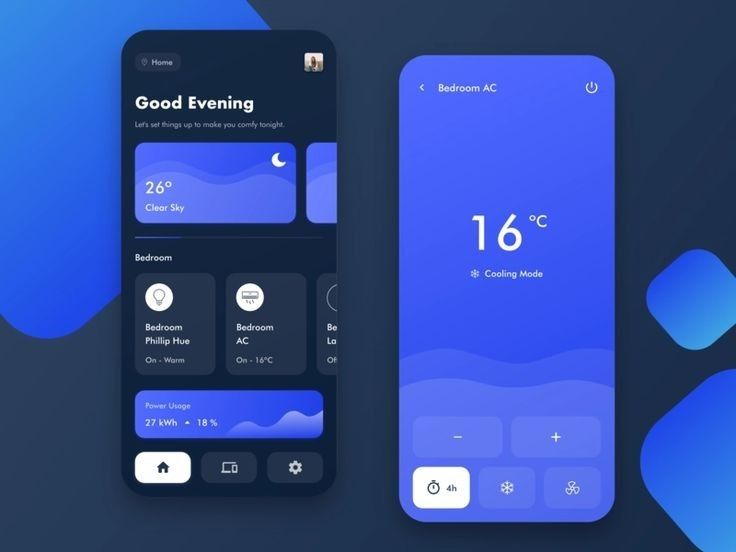 Home
Good Evening
Let's set things up to make you comfy tonight.
26°
Clear Sky
Bedroom
Bedroom
Phillip Hue
On - Warm
Bedroom
AC
On - 16°C
Be
La
Of
Power Usage
27 kWh 18 %
Bedroom AC
16 °C
Cooling Mode
−
+
4h